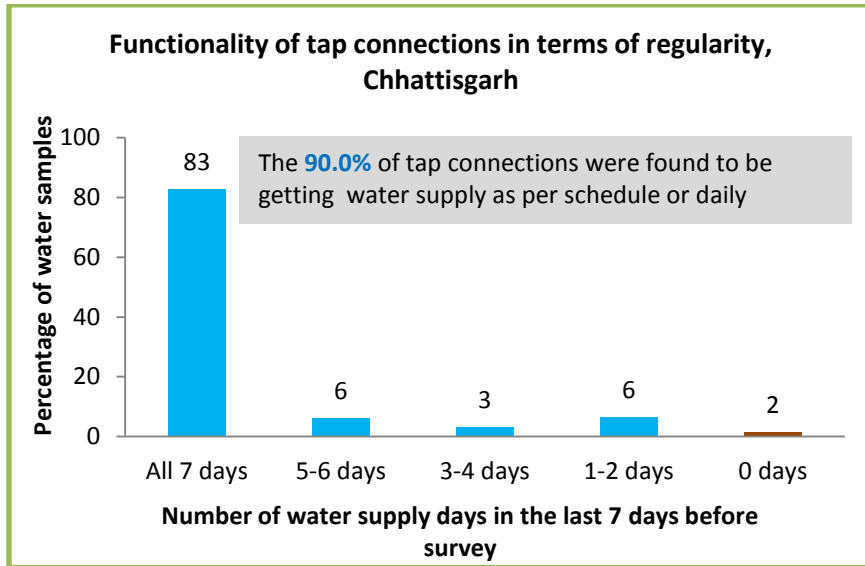 Functionality of tap connections in terms of regularity,
Chhattisgarh
Percentage of water samples
100
80
60
40
20
0
The 90.0% of tap connections were found to be
getting water supply as per schedule or daily
83
6
3
6
2
All 7 days
5-6 days
3-4 days
1-2 days
0 days
Number of water supply days in the last 7 days before
survey